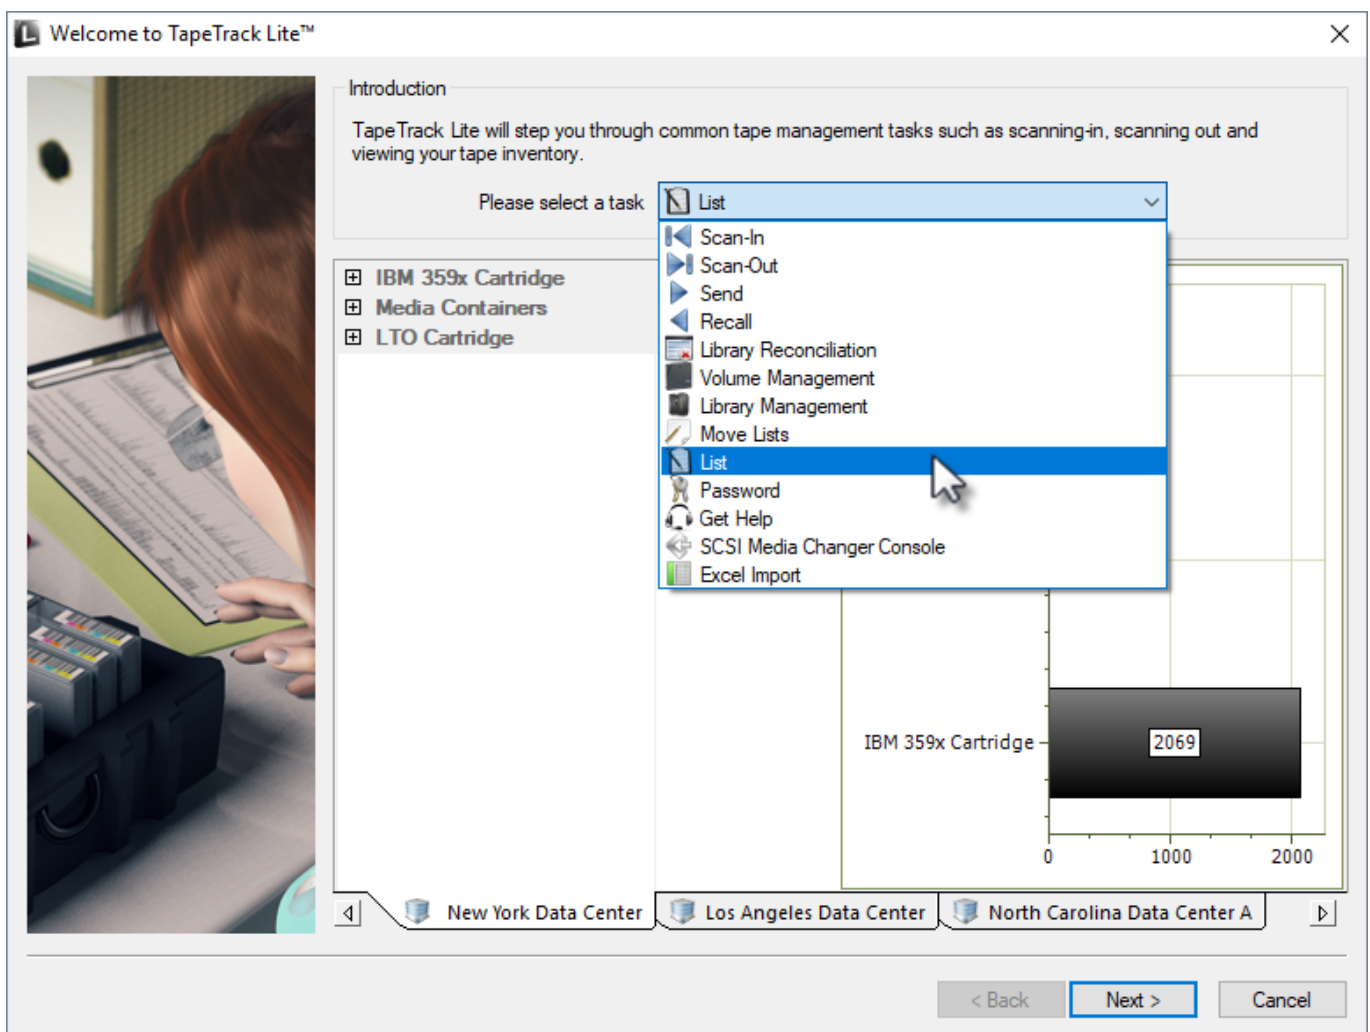 Welcome to TapeTrack Lite™
Introduction
TapeTrack Lite will step you through common tape management tasks such as scanning-in, scanning out and
viewing your tape inventory.
Please select a task
List
Scan-In
Scan-Out
Send
Recall
Library Reconciliation
Volume Management
Library Management
Move Lists
List
Password
Get Help
SCSI Media Changer Console
Excel Import
IBM 359x Cartridge
Media Containers
LTO Cartridge
IBM 359x Cartridge
2069
0 1000 2000
New York Data Center
Los Angeles Data Center
North Carolina Data Center A
< Back
Next >
Cancel